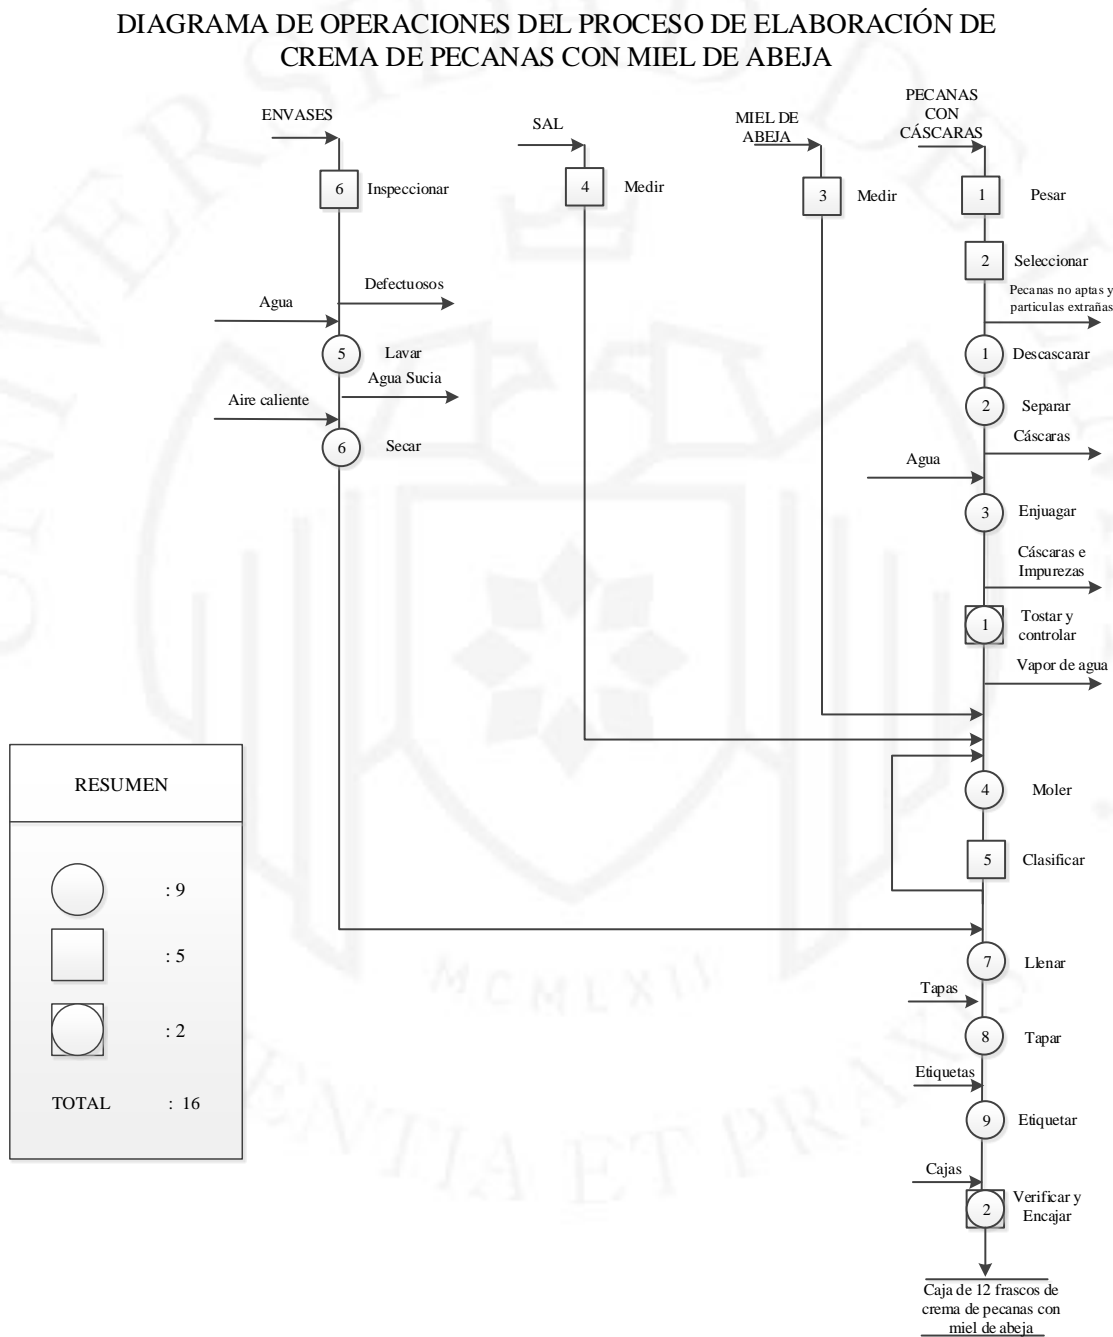 DIAGRAMA DE OPERACIONES DEL PROCESO DE ELABORACIÓN DE
CREMA DE PECANAS CON MIEL DE ABEJA
ENVASES
6
Inspeccionar
Defectuosos
Agua
5
Lavar
Agua Sucia
Aire caliente
6
Secar
SAL
4
Medir
MIEL DE
ABEJA
3
Medir
PECANAS
CON
CÁSCARAS
1
Pesar
2
Seleccionar
Pecanas no aptas y
particulas extrañas
1
Descascarar
2
Separar
Cáscaras
Agua
3
Enjuagar
Cáscaras e
Impurezas
1
Tostar y
controlar
Vapor de agua
4
Moler
5
Clasificar
7
Llenar
Tapas
8
Tapar
Etiquetas
9
Etiquetar
Cajas
2
Verificar y
Encajar
Caja de 12 frascos de
crema de pecanas con
miel de abeja
RESUMEN
: 9
: 5
: 2
TOTAL : 16
MCMLXII
ENTIA ET PRAXIS